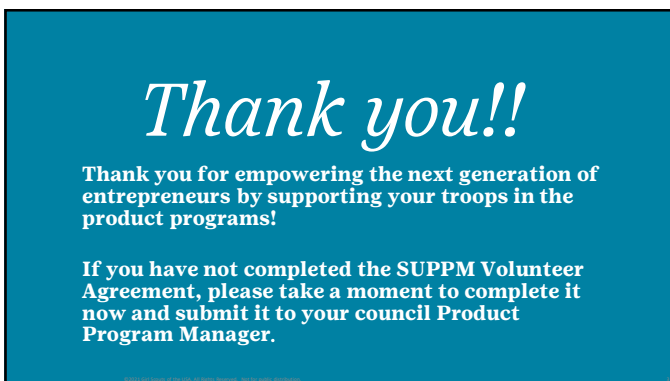 Thank you!!
Thank you for empowering the next generation of
entrepreneurs by supporting your troops in the
product programs!
If you have not completed the SUPPM Volunteer
Agreement, please take a moment to complete it
now and submit it to your council Product
Program Manager.